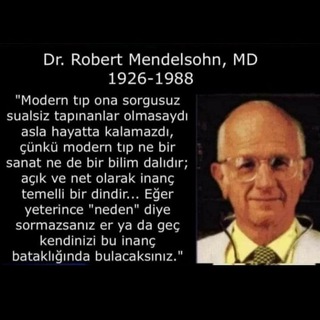 Dr. Robert Mendelsohn, MD
1926-1988
"Modern tıp ona sorgusuz
sualsiz tapınanlar olmasaydı
asla hayatta kalamazdı,
çünkü modern tıp ne bir
sanat ne de bir bilim dalıdır;
açık ve net olarak inanç
temelli bir dindir... Eğer
yeterince "neden" diye
sormazsanız er ya da geç
kendinizi bu inanç
bataklığında bulacaksınız."